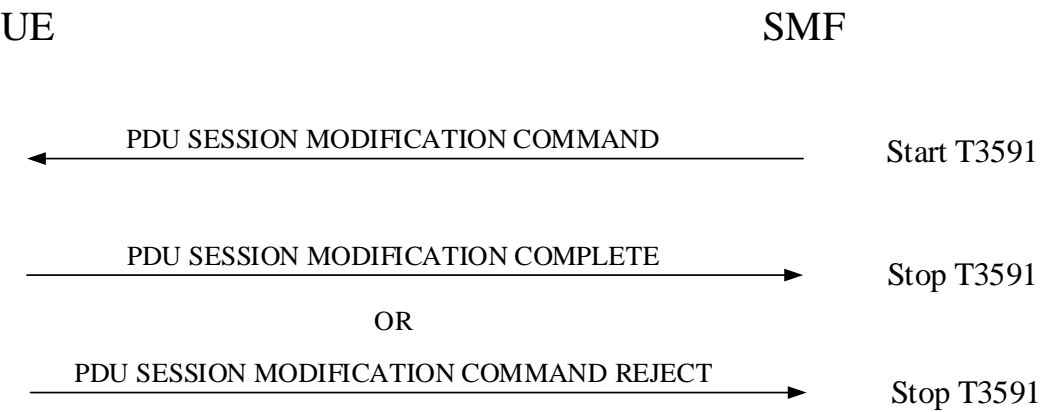 UE SMF
PDU SESSION MODIFICATION COMMAND Start T3591
PDU SESSION MODIFICATION COMPLETE Stop T3591
OR
PDU SESSION MODIFICATION COMMAND REJECT Stop T3591